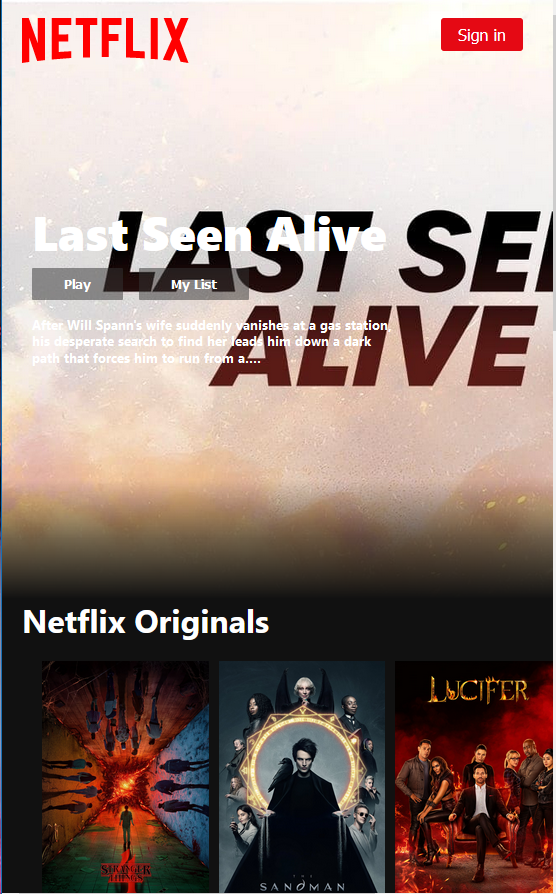 NETFLIX
Sign in
LAST SEE
Last Seen Alive
Play
My List
ALIVE
After Will Spann's wife suddenly vanishes at a gas station,
his desperate search to find her leads him down a dark
path that forces him to run from a....
Netflix Originals
STRANGER
THINGS
THE
SANDMAN
LUCIFER